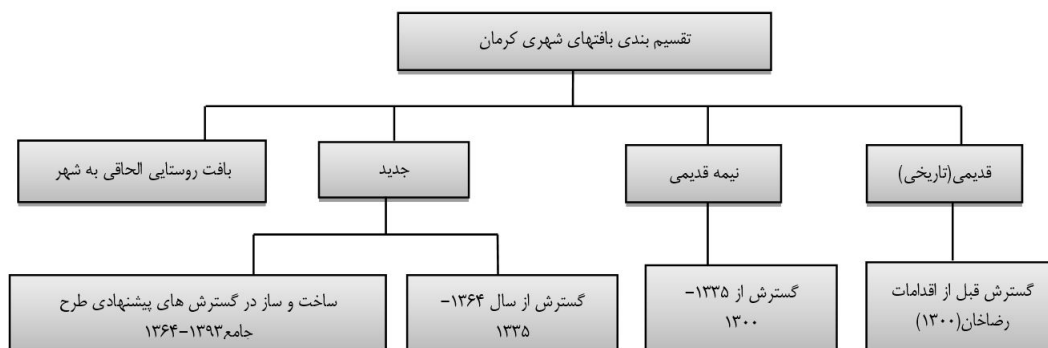 تقسیم بندی بافتهای شهری کرمان
قدیمی(تاریخی)
نیمه قدیمی
جدید
بافت روستایی الحاقی به شهر
گسترش قبل از اقدامات
رضاخان(۱۳۰۰)
گسترش از ۱۳۳۵-
۱۳۰۰
گسترش از سال ۱۳۶۴-
۱۳۳۵
ساخت و ساز در گسترش های پیشنهادی طرح
جامع۱۳۹۳-۱۳۶۴